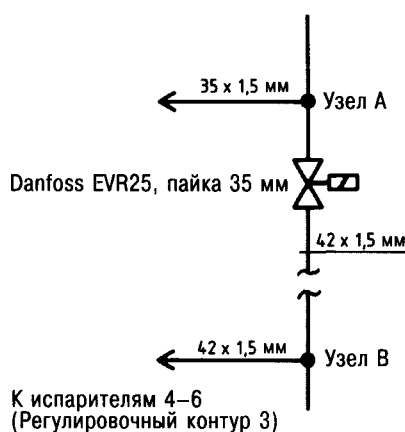 35 x 1,5 мм
Узел А
Danfoss EVR25, пайка 35 мм
42 x 1,5 мм
42 x 1,5 мм
Узел В
К испарителям 4–6
(Регулировочный контур 3)